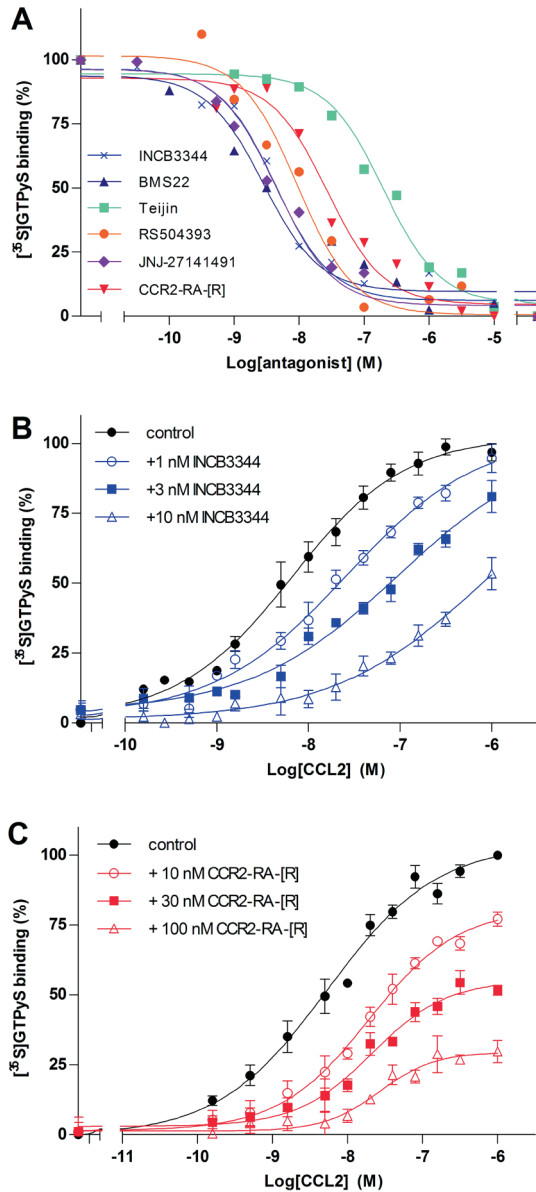 A
[³⁵S]GTPyS binding (%)
100
75
50
25
0
INCB3344
BMS22
Teijin
RS504393
JNJ-27141491
CCR2-RA-[R]
-10 -9 -8 -7 -6 -5
Log[antagonist] (M)
B
[³⁵S]GTPyS binding (%)
100
75
50
25
0
control
+1 nM INCB3344
+3 nM INCB3344
+10 nM INCB3344
-10 -9 -8 -7 -6
Log[CCL2] (M)
C
[³⁵S]GTPyS binding (%)
100
75
50
25
0
control
+ 10 nM CCR2-RA-[R]
+ 30 nM CCR2-RA-[R]
+ 100 nM CCR2-RA-[R]
-11 -10 -9 -8 -7 -6
Log[CCL2] (M)